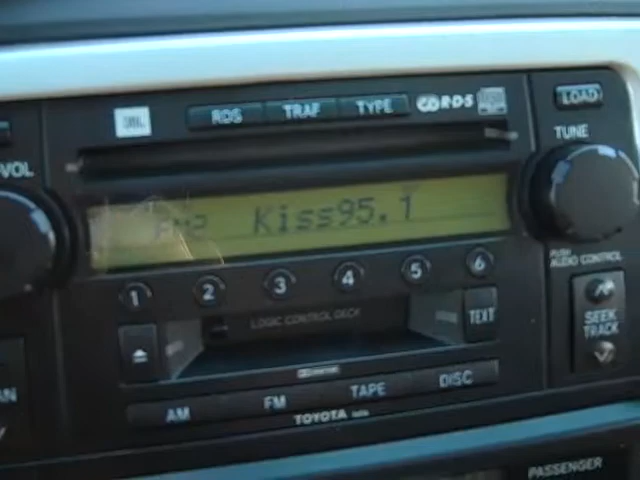 JBL RDS TRAF TYPE RDS LOAD
VOL TUNE
FM2 Kiss95.1
PUSH AUDIO CONTROL
1 2 3 4 5 6
LOGIC CONTROL DECK TEXT SEEK TRACK
AM FM TAPE DISC
TOYOTA
PASSENGER